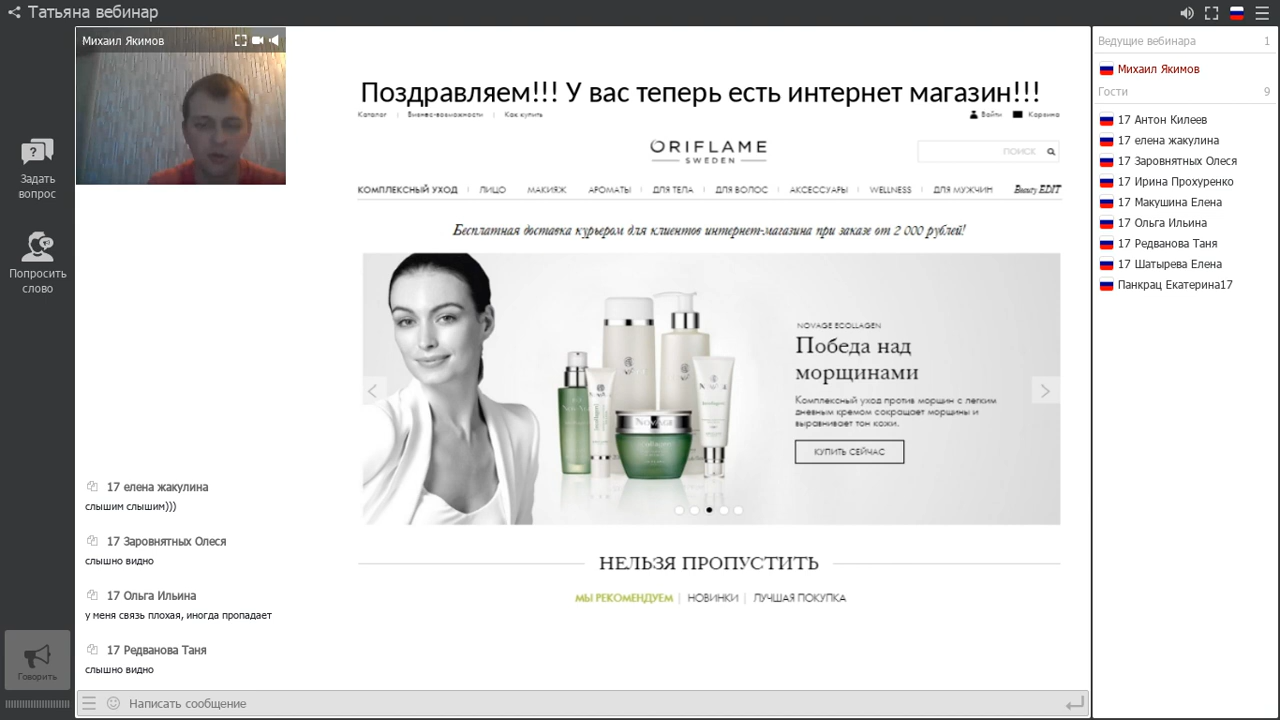 Татьяна вебинар
Михаил Якимов
Задать
вопрос
Попросить
слово
Говорить
Поздравляем!!! У вас теперь есть интернет магазин!!!
Каталог | Бизнес-возможности | Как купить
Войти Корзина
ORIFLAME
SWEDEN
ПОИСК
КОМПЛЕКСНЫЙ УХОД | ЛИЦО МАКИЯЖ АРОМАТЫ | ДЛЯ ТЕЛА | ДЛЯ ВОЛОС | АКСЕССУАРЫ | WELLNESS | ДЛЯ МУЖЧИН Beauty EDIT
Бесплатная доставка курьером для клиентов интернет-магазина при заказе от 2 000 рублей!
NOVAGE ECOLLAGEN
Победа над
морщинами
Комплексный уход против морщин с легким
дневным кремом сокращает морщины и
выравнивает тон кожи.
КУПИТЬ СЕЙЧАС
NOVAGE
НЕЛЬЗЯ ПРОПУСТИТЬ
МЫ РЕКОМЕНДУЕМ | НОВИНКИ | ЛУЧШАЯ ПОКУПКА
17 елена жакулина
слышим слышим)))
17 Заровнятных Олеся
слышно видно
17 Ольга Ильина
у меня связь плохая, иногда пропадает
17 Редванова Таня
слышно видно
Написать сообщение
Ведущие вебинара 1
Михаил Якимов
Гости 9
17 Антон Килеев
17 елена жакулина
17 Заровнятных Олеся
17 Ирина Прохуренко
17 Макушина Елена
17 Ольга Ильина
17 Редванова Таня
17 Шатырева Елена
Панкрац Екатерина17